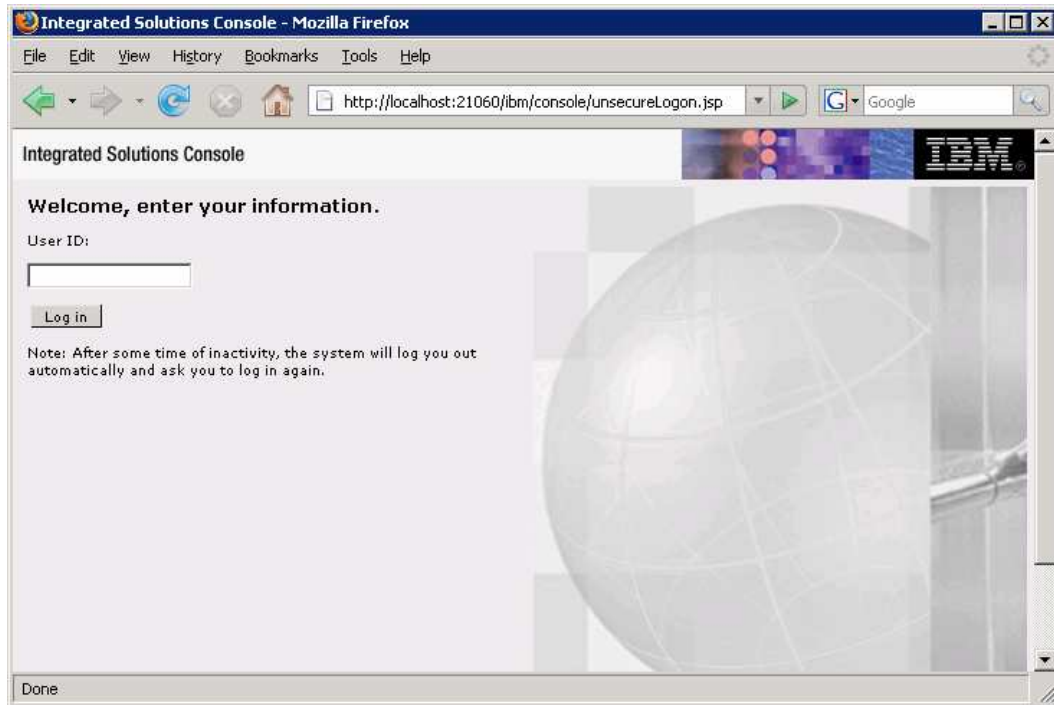 Integrated Solutions Console - Mozilla Firefox
File Edit View History Bookmarks Tools Help
http://localhost:21060/ibm/console/unsecureLogon.jsp
G Google
Integrated Solutions Console
IBM®
Welcome, enter your information.
User ID:
Log in
Note: After some time of inactivity, the system will log you out
automatically and ask you to log in again.
Done